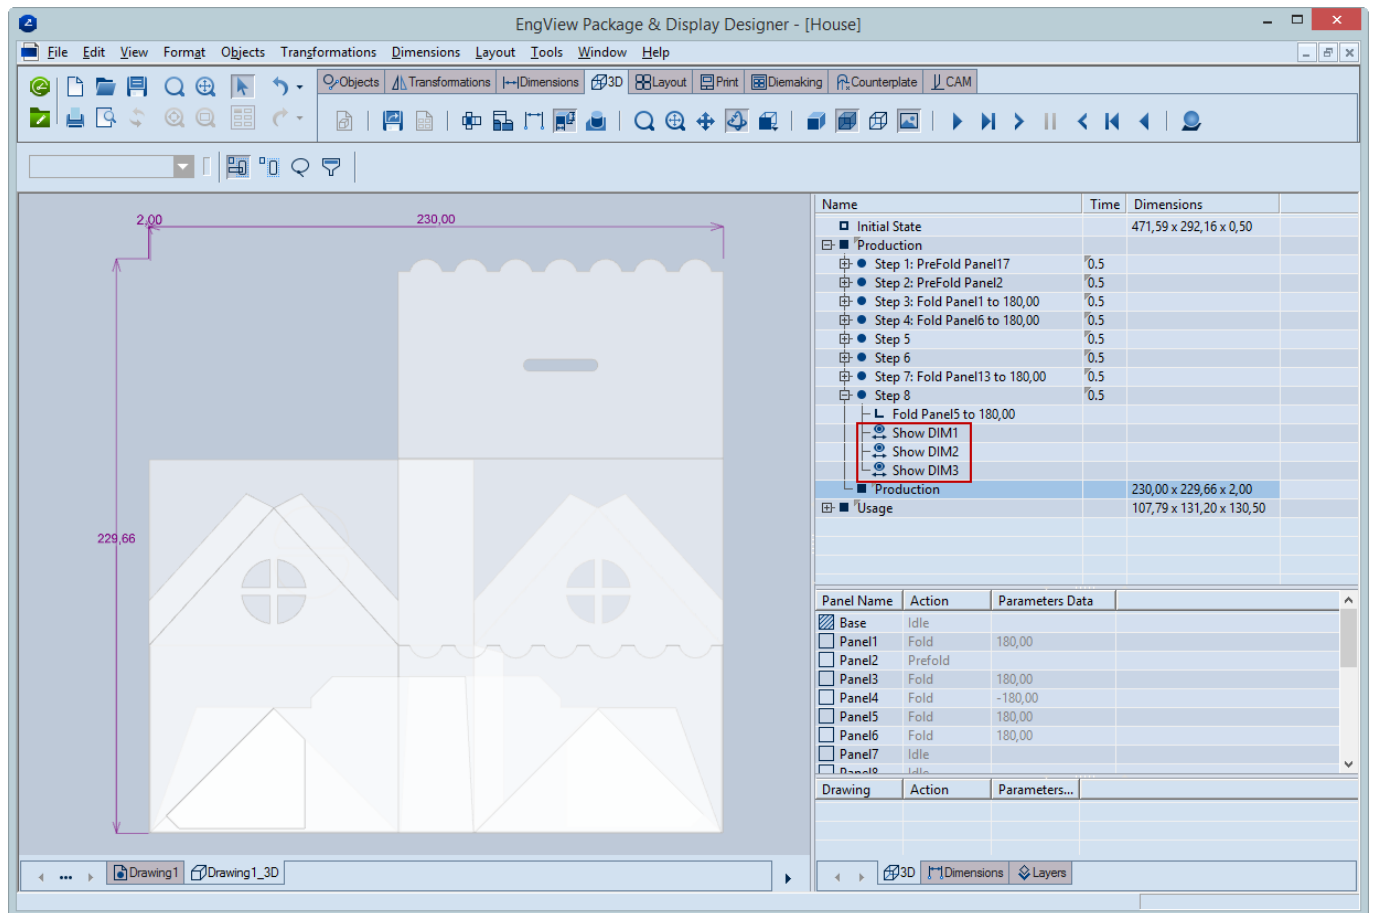 EngView Package & Display Designer - [House]
File Edit View Format Objects Transformations Dimensions Layout Tools Window Help
Objects Transformations Dimensions 3D Layout Print Diemaking Counterplate CAM
2,00 230,00
229,66
Name Time Dimensions
Initial State 471,59 x 292,16 x 0,50
Production
Step 1: PreFold Panel17 0.5
Step 2: PreFold Panel2 0.5
Step 3: Fold Panel1 to 180,00 0.5
Step 4: Fold Panel6 to 180,00 0.5
Step 5 0.5
Step 6 0.5
Step 7: Fold Panel13 to 180,00 0.5
Step 8 0.5
Fold Panel5 to 180,00
Show DIM1
Show DIM2
Show DIM3
Production 230,00 x 229,66 x 2,00
Usage 107,79 x 131,20 x 130,50
Panel Name Action Parameters Data
Base Idle
Panel1 Fold 180,00
Panel2 Prefold
Panel3 Fold 180,00
Panel4 Fold -180,00
Panel5 Fold 180,00
Panel6 Fold 180,00
Panel7 Idle
Panel8 Idle
Drawing Action Parameters...
Drawing1 Drawing1_3D
3D Dimensions Layers